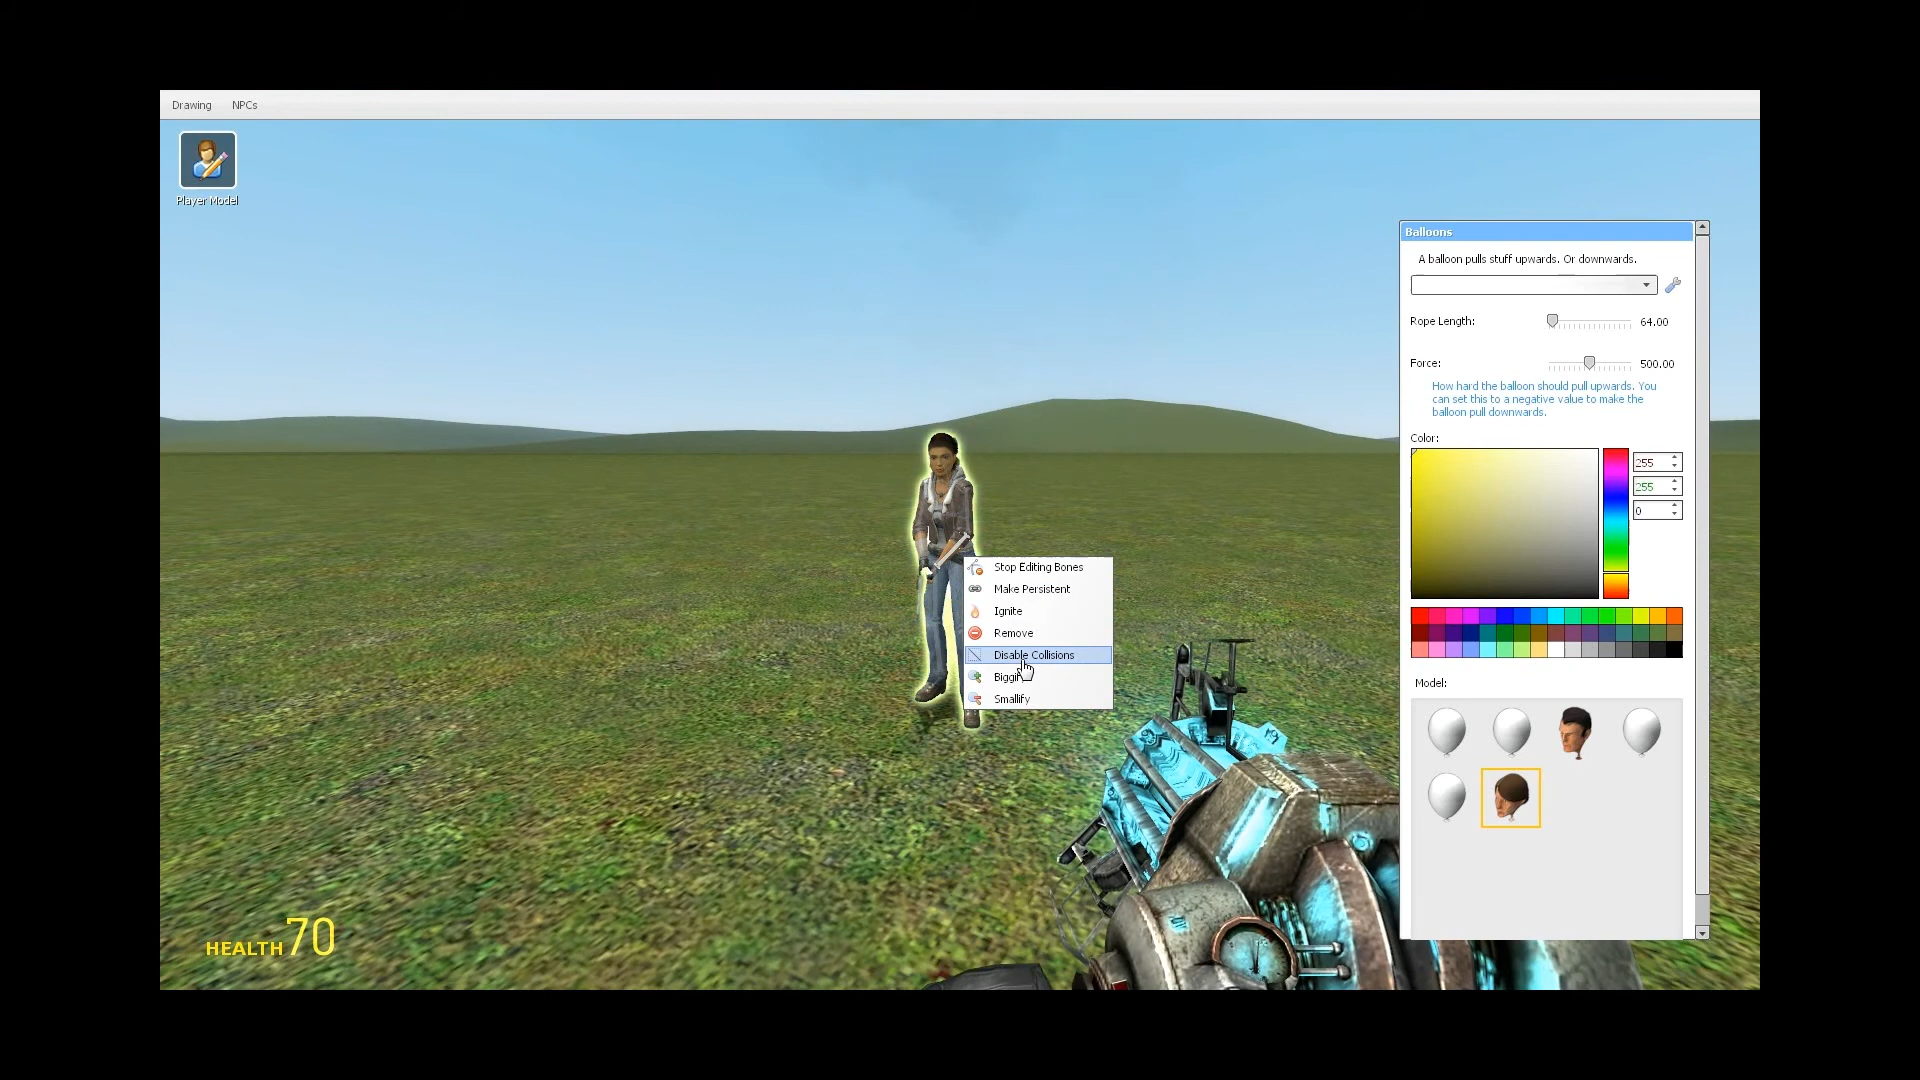 Drawing NPCs
Player Model
Balloons
A balloon pulls stuff upwards. Or downwards.
Rope Length: 64.00
Force: 500.00
How hard the balloon should pull upwards. You
can set this to a negative value to make the
balloon pull downwards.
Color:
255
255
0
Stop Editing Bones
Make Persistent
Ignite
Remove
Disable Collisions
Smallify
Model:
HEALTH 70